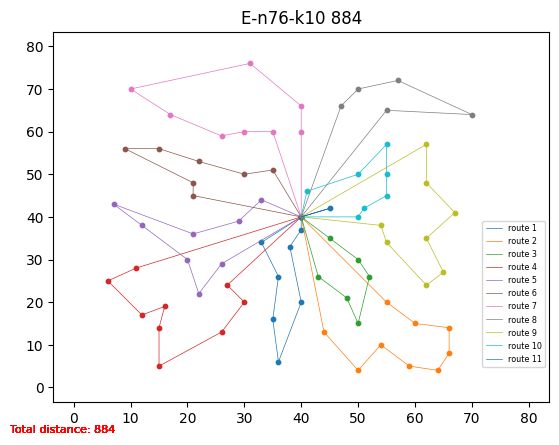 E-n76-k10 884
80
70
60
50
40
30
20
10
0
0 10 20 30 40 50 60 70 80
route 1
route 2
route 3
route 4
route 5
route 6
route 7
route 8
route 9
route 10
route 11
Total distance: 884